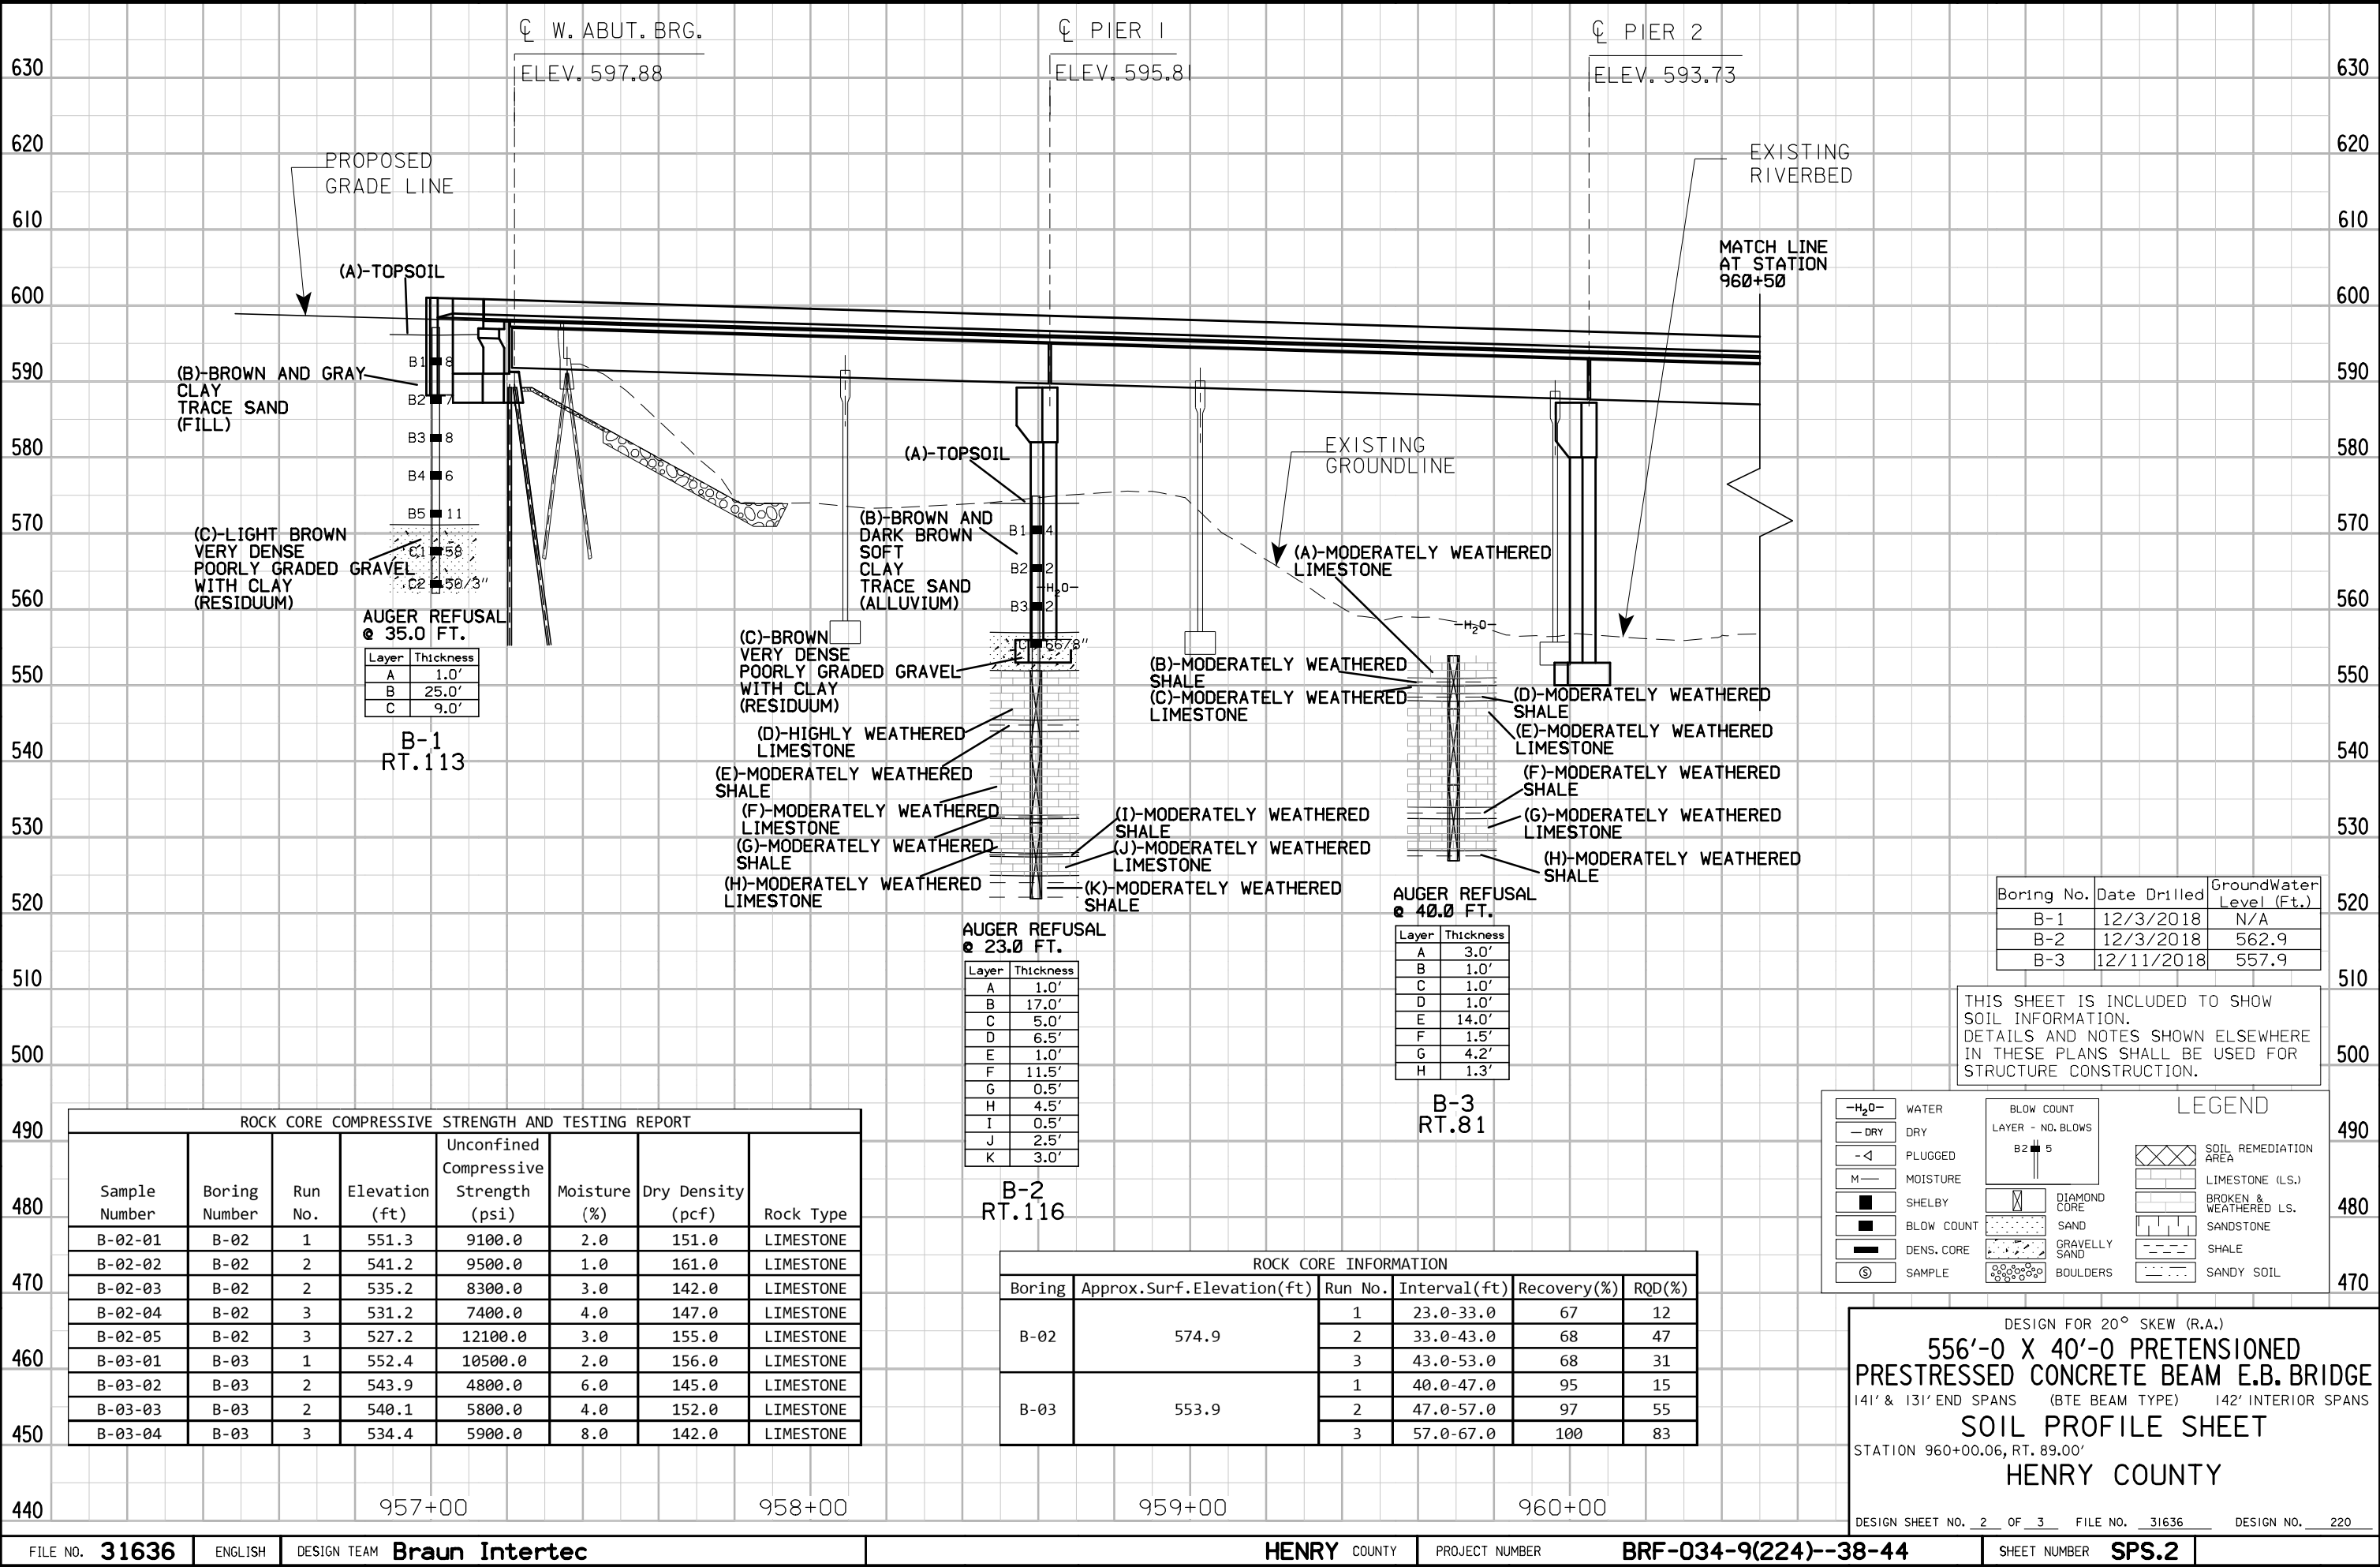 ℄ W. ABUT. BRG.
ELEV. 597.88
℄ PIER 1
ELEV. 595.81
℄ PIER 2
ELEV. 593.73
630
630
620
620
610
610
600
600
590
590
580
580
570
570
560
560
550
550
540
540
530
530
520
520
510
510
500
500
490
490
480
480
470
470
460
460
450
450
440
440
PROPOSED
GRADE LINE
EXISTING
RIVERBED
MATCH LINE
AT STATION
960+50
(A)-TOPSOIL
(B)-BROWN AND GRAY
CLAY
TRACE SAND
(FILL)
B1 8
B2 7
B3 8
B4 6
B5 11
C1 58
C2 50/3"
(C)-LIGHT BROWN
VERY DENSE
POORLY GRADED GRAVEL
WITH CLAY
(RESIDUUM)
AUGER REFUSAL
@ 35.0 FT.
Layer Thickness
A 1.0'
B 25.0'
C 9.0'
B-1
RT.113
(A)-TOPSOIL
EXISTING
GROUNDLINE
(B)-BROWN AND
DARK BROWN
SOFT
CLAY
TRACE SAND
(ALLUVIUM)
B1 4
B2 2
-H2O-
B3 2
66/8"
(C)-BROWN
VERY DENSE
POORLY GRADED GRAVEL
WITH CLAY
(RESIDUUM)
(D)-HIGHLY WEATHERED
LIMESTONE
(E)-MODERATELY WEATHERED
SHALE
(F)-MODERATELY WEATHERED
LIMESTONE
(G)-MODERATELY WEATHERED
SHALE
(H)-MODERATELY WEATHERED
LIMESTONE
(I)-MODERATELY WEATHERED
SHALE
(J)-MODERATELY WEATHERED
LIMESTONE
(K)-MODERATELY WEATHERED
SHALE
AUGER REFUSAL
@ 23.0 FT.
Layer Thickness
A 1.0'
B 17.0'
C 5.0'
D 6.5'
E 1.0'
F 11.5'
G 0.5'
H 4.5'
I 0.5'
J 2.5'
K 3.0'
B-2
RT.116
(A)-MODERATELY WEATHERED
LIMESTONE
-H2O-
(B)-MODERATELY WEATHERED
SHALE
(C)-MODERATELY WEATHERED
LIMESTONE
(D)-MODERATELY WEATHERED
SHALE
(E)-MODERATELY WEATHERED
LIMESTONE
(F)-MODERATELY WEATHERED
SHALE
(G)-MODERATELY WEATHERED
LIMESTONE
(H)-MODERATELY WEATHERED
SHALE
AUGER REFUSAL
@ 40.0 FT.
Layer Thickness
A 3.0'
B 1.0'
C 1.0'
D 1.0'
E 14.0'
F 1.5'
G 4.2'
H 1.3'
B-3
RT.81
Boring No. Date Drilled GroundWater Level (Ft.)
B-1 12/3/2018 N/A
B-2 12/3/2018 562.9
B-3 12/11/2018 557.9
THIS SHEET IS INCLUDED TO SHOW
SOIL INFORMATION.
DETAILS AND NOTES SHOWN ELSEWHERE
IN THESE PLANS SHALL BE USED FOR
STRUCTURE CONSTRUCTION.
LEGEND
-H2O- WATER
- DRY DRY
PLUGGED
M- MOISTURE
SHELBY
BLOW COUNT
DENS. CORE
S SAMPLE
BLOW COUNT
LAYER - NO. BLOWS
B2 5
DIAMOND
CORE
SAND
GRAVELLY
SAND
BOULDERS
SOIL REMEDIATION
AREA
LIMESTONE (LS.)
BROKEN &
WEATHERED LS.
SANDSTONE
SHALE
SANDY SOIL
ROCK CORE COMPRESSIVE STRENGTH AND TESTING REPORT
Sample Number Boring Number Run No. Elevation (ft) Unconfined Compressive Strength (psi) Moisture (%) Dry Density (pcf) Rock Type
B-02-01 B-02 1 551.3 9100.0 2.0 151.0 LIMESTONE
B-02-02 B-02 2 541.2 9500.0 1.0 161.0 LIMESTONE
B-02-03 B-02 2 535.2 8300.0 3.0 142.0 LIMESTONE
B-02-04 B-02 3 531.2 7400.0 4.0 147.0 LIMESTONE
B-02-05 B-02 3 527.2 12100.0 3.0 155.0 LIMESTONE
B-03-01 B-03 1 552.4 10500.0 2.0 156.0 LIMESTONE
B-03-02 B-03 2 543.9 4800.0 6.0 145.0 LIMESTONE
B-03-03 B-03 2 540.1 5800.0 4.0 152.0 LIMESTONE
B-03-04 B-03 3 534.4 5900.0 8.0 142.0 LIMESTONE
ROCK CORE INFORMATION
Boring Approx.Surf.Elevation(ft) Run No. Interval(ft) Recovery(%) RQD(%)
B-02 574.9
1 23.0-33.0 67 12
2 33.0-43.0 68 47
3 43.0-53.0 68 31
B-03 553.9
1 40.0-47.0 95 15
2 47.0-57.0 97 55
3 57.0-67.0 100 83
957+00
958+00
959+00
960+00
DESIGN FOR 20° SKEW (R.A.)
556'-0 X 40'-0 PRETENSIONED
PRESTRESSED CONCRETE BEAM E.B. BRIDGE
141' & 131' END SPANS (BTE BEAM TYPE) 142' INTERIOR SPANS
SOIL PROFILE SHEET
STATION 960+00.06, RT. 89.00'
HENRY COUNTY
DESIGN SHEET NO. 2 OF 3 FILE NO. 31636 DESIGN NO. 220
FILE NO. 31636 ENGLISH DESIGN TEAM Braun Intertec HENRY COUNTY PROJECT NUMBER BRF-034-9(224)--38-44 SHEET NUMBER SPS.2